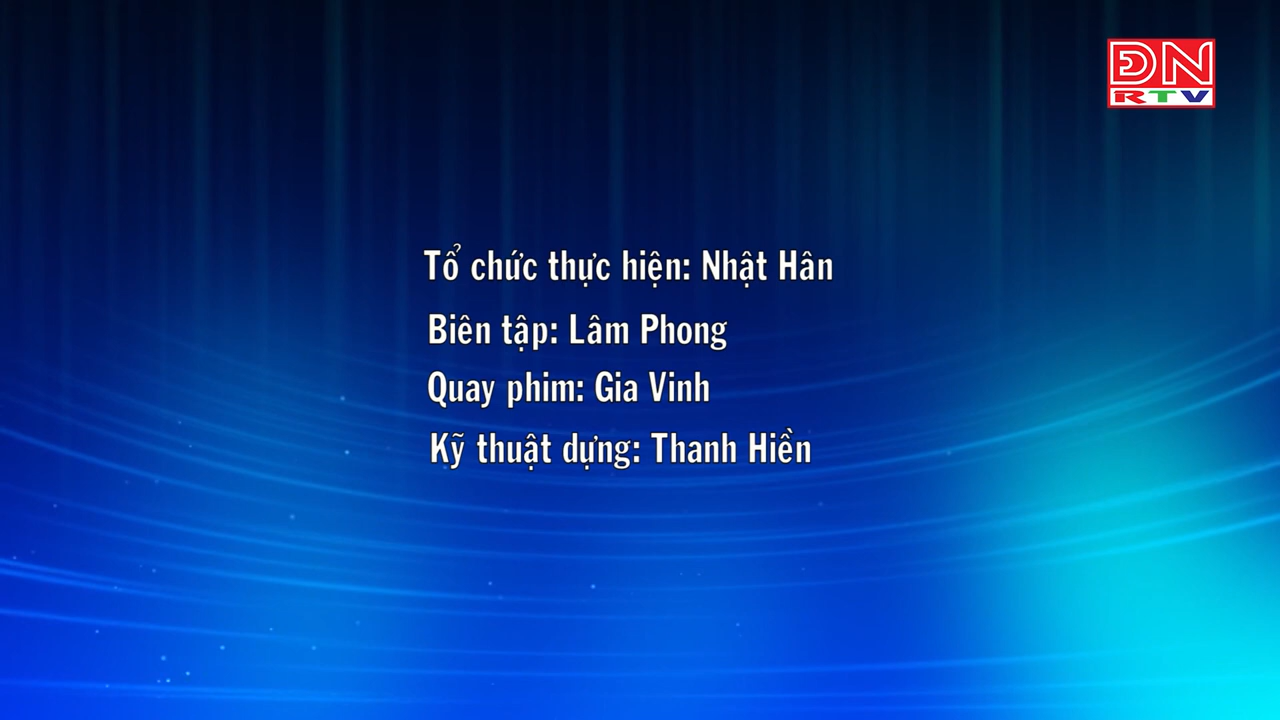 ĐN
RTV
Tổ chức thực hiện: Nhật Hân
Biên tập: Lâm Phong
Quay phim: Gia Vinh
Kỹ thuật dựng: Thanh Hiền